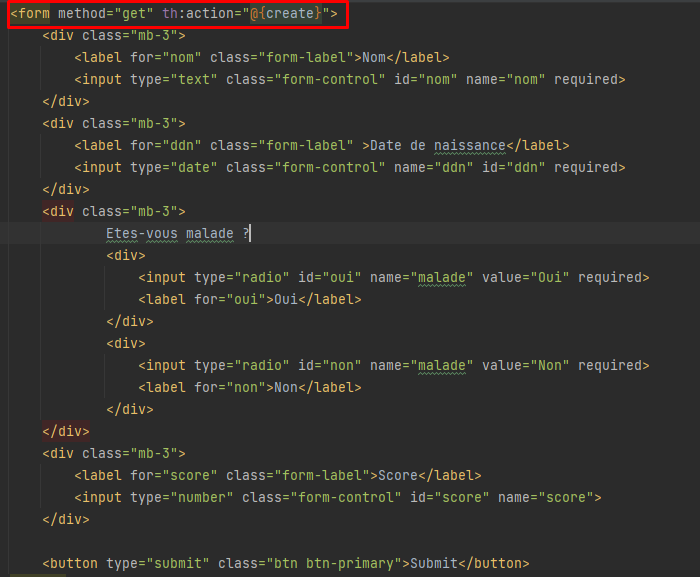 <form method="get" th:action="@{create}">
<div class="mb-3">
<label for="nom" class="form-label">Nom</label>
<input type="text" class="form-control" id="nom" name="nom" required>
</div>
<div class="mb-3">
<label for="ddn" class="form-label" >Date de naissance</label>
<input type="date" class="form-control" name="ddn" id="ddn" required>
</div>
<div class="mb-3">
Etes-vous malade ?
<div>
<input type="radio" id="oui" name="malade" value="Oui" required>
<label for="oui">Oui</label>
</div>
<div>
<input type="radio" id="non" name="malade" value="Non" required>
<label for="non">Non</label>
</div>
</div>
<div class="mb-3">
<label for="score" class="form-label">Score</label>
<input type="number" class="form-control" id="score" name="score">
</div>
<button type="submit" class="btn btn-primary">Submit</button>